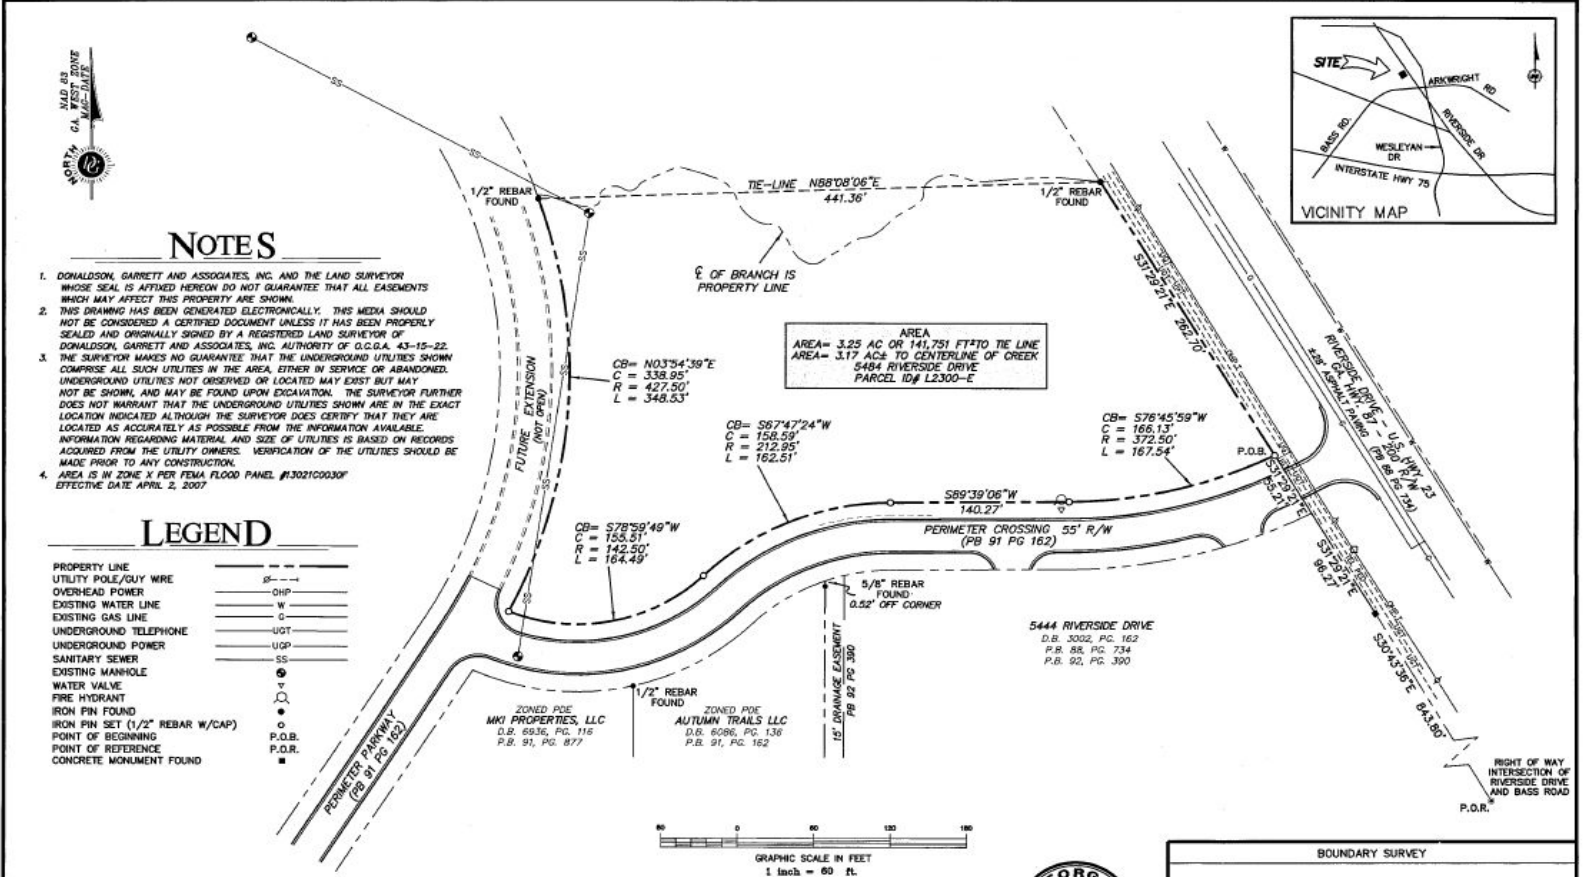 NAD 83
GA. WEST ZONE
MAG-DATE
NORTH
DG
NOTES
1. DONALDSON, GARRETT AND ASSOCIATES, INC. AND THE LAND SURVEYOR
WHOSE SEAL IS AFFIXED HEREON DO NOT GUARANTEE THAT ALL EASEMENTS
WHICH MAY AFFECT THIS PROPERTY ARE SHOWN.
2. THIS DRAWING HAS BEEN GENERATED ELECTRONICALLY. THIS MEDIA SHOULD
NOT BE CONSIDERED A CERTIFIED DOCUMENT UNLESS IT HAS BEEN PROPERLY
SEALED AND ORIGINALLY SIGNED BY A REGISTERED LAND SURVEYOR OF
DONALDSON, GARRETT AND ASSOCIATES, INC. AUTHORITY OF O.C.G.A. 43-15-22.
3. THE SURVEYOR MAKES NO GUARANTEE THAT THE UNDERGROUND UTILITIES SHOWN
COMPRISE ALL SUCH UTILITIES IN THE AREA, EITHER IN SERVICE OR ABANDONED.
UNDERGROUND UTILITIES NOT OBSERVED OR LOCATED MAY EXIST BUT MAY
NOT BE SHOWN, AND MAY BE FOUND UPON EXCAVATION. THE SURVEYOR FURTHER
DOES NOT WARRANT THAT THE UNDERGROUND UTILITIES SHOWN ARE IN THE EXACT
LOCATION INDICATED ALTHOUGH THE SURVEYOR DOES CERTIFY THAT THEY ARE
LOCATED AS ACCURATELY AS POSSIBLE FROM THE INFORMATION AVAILABLE.
INFORMATION REGARDING MATERIAL AND SIZE OF UTILITIES IS BASED ON RECORDS
ACQUIRED FROM THE UTILITY OWNERS. VERIFICATION OF THE UTILITIES SHOULD BE
MADE PRIOR TO ANY CONSTRUCTION.
4. AREA IS IN ZONE X PER FEMA FLOOD PANEL #13021C0030F
EFFECTIVE DATE APRIL 2, 2007
LEGEND
PROPERTY LINE
UTILITY POLE/GUY WIRE
OVERHEAD POWER OHP
EXISTING WATER LINE W
EXISTING GAS LINE G
UNDERGROUND TELEPHONE UGT
UNDERGROUND POWER UGP
SANITARY SEWER SS
EXISTING MANHOLE
WATER VALVE
FIRE HYDRANT
IRON PIN FOUND
IRON PIN SET (1/2" REBAR W/CAP)
POINT OF BEGINNING P.O.B.
POINT OF REFERENCE P.O.R.
CONCRETE MONUMENT FOUND
SS
SS
SS
SS
SS
SS
1/2" REBAR
FOUND
TIE-LINE N88°08'06"E
441.36'
1/2" REBAR
FOUND
℄ OF BRANCH IS
PROPERTY LINE
AREA
AREA= 3.25 AC OR 141,751 FT²TO TIE LINE
AREA= 3.17 AC± TO CENTERLINE OF CREEK
5484 RIVERSIDE DRIVE
PARCEL ID# L2300-E
CB= N03°54'39"E
C = 338.95'
R = 427.50'
L = 348.53'
FUTURE EXTENSION
(NOT OPEN)
CB= S67°47'24"W
C = 158.59'
R = 212.95'
L = 162.51'
CB= S76°45'59"W
C = 166.13'
R = 372.50'
L = 167.54'
P.O.B.
S89°39'06"W
140.27'
CB= S78°59'49"W
C = 155.51'
R = 142.50'
L = 164.49'
PERIMETER CROSSING 55' R/W
(PB 91 PG 162)
5/8" REBAR
FOUND
0.52' OFF CORNER
15' DRAINAGE EASEMENT
PB 92 PG 390
5444 RIVERSIDE DRIVE
D.B. 3002, PG. 162
P.B. 88, PG. 734
P.B. 92, PG. 390
1/2" REBAR
FOUND
ZONED PDE
MKI PROPERTIES, LLC
D.B. 6936, PG. 116
P.B. 91, PG. 877
ZONED PDE
AUTUMN TRAILS LLC
D.B. 6086, PG. 136
P.B. 91, PG. 162
PERIMETER PARKWAY
(PB 91 PG 162)
S31°29'21"E 262.70'
S31°29'21"E
55.21'
S31°29'21"E
96.27'
S30°43'36"E 843.80'
RIVERSIDE DRIVE - U.S. HWY 23
GA. HWY. 87 - 200' R/W
±28' ASPHALT PAVING
(PB 88 PG 734)
RIGHT OF WAY
INTERSECTION OF
RIVERSIDE DRIVE
AND BASS ROAD
P.O.R.
SITE
ARKWRIGHT
RD
BASS RD.
RIVERSIDE DR
WESLEYAN
DR
INTERSTATE HWY 75
VICINITY MAP
60 0 60 120 180
GRAPHIC SCALE IN FEET
1 inch = 60 ft.
BOUNDARY SURVEY